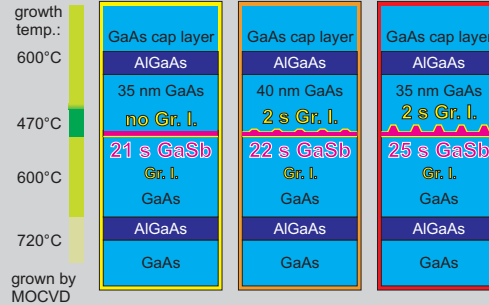 growth
temp.:
600°C
470°C
600°C
720°C
grown by
MOCVD
GaAs cap layer
AlGaAs
35 nm GaAs
no Gr. I.
21 s GaSb
Gr. I.
GaAs
AlGaAs
GaAs
GaAs cap layer
AlGaAs
40 nm GaAs
2 s Gr. I.
22 s GaSb
Gr. I.
GaAs
AlGaAs
GaAs
GaAs cap layer
AlGaAs
35 nm GaAs
2 s Gr. I.
25 s GaSb
Gr. I.
GaAs
AlGaAs
GaAs